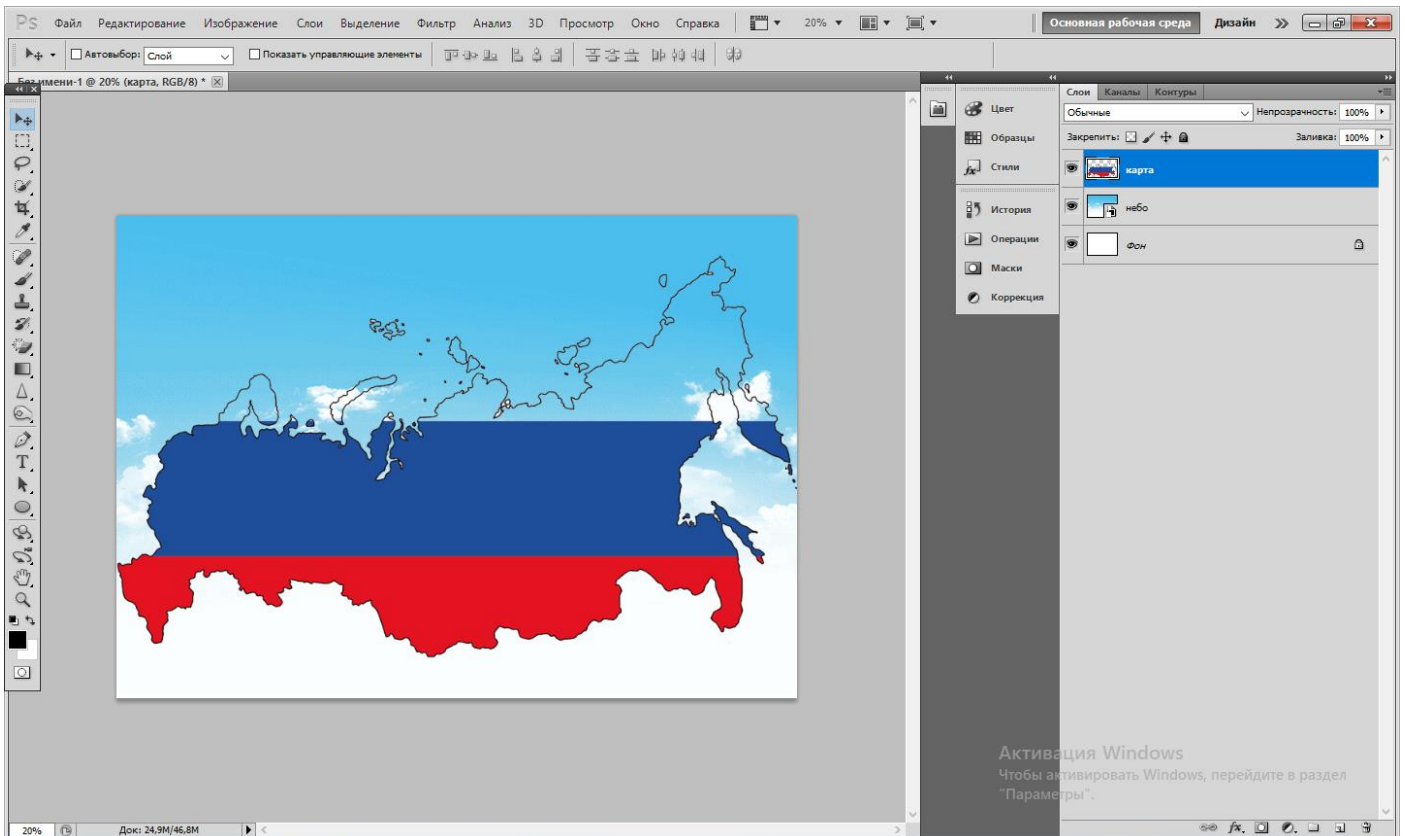 Ps Файл Редактирование Изображение Слои Выделение Фильтр Анализ 3D Просмотр Окно Справка 20% Основная рабочая среда Дизайн
Автовыбор: Слой Показать управляющие элементы
Без имени-1 @ 20% (карта, RGB/8) *
Цвет
Образцы
Стили
История
Операции
Маски
Коррекция
Слои Каналы Контуры
Обычные Непрозрачность: 100%
Закрепить: Заливка: 100%
карта
небо
Фон
Активация Windows
Чтобы активировать Windows, перейдите в раздел
"Параметры".
20% Док: 24,9M/46,8M